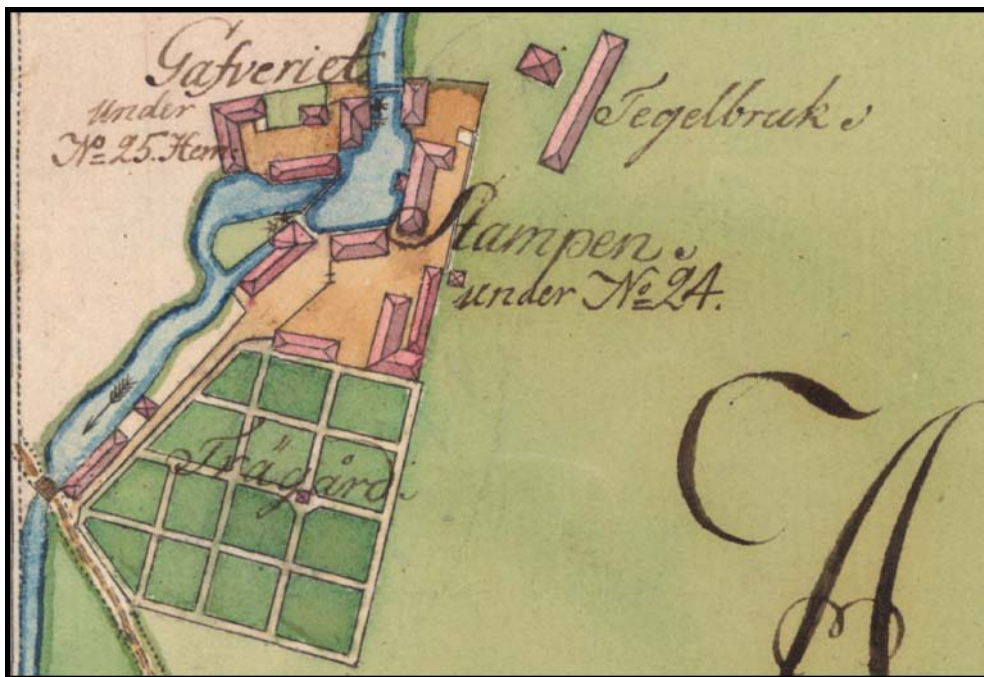 Gafveriet
under
No 25. Hem.
Tegelbruk.
Stampen.
under No 24.
Trägård.
A